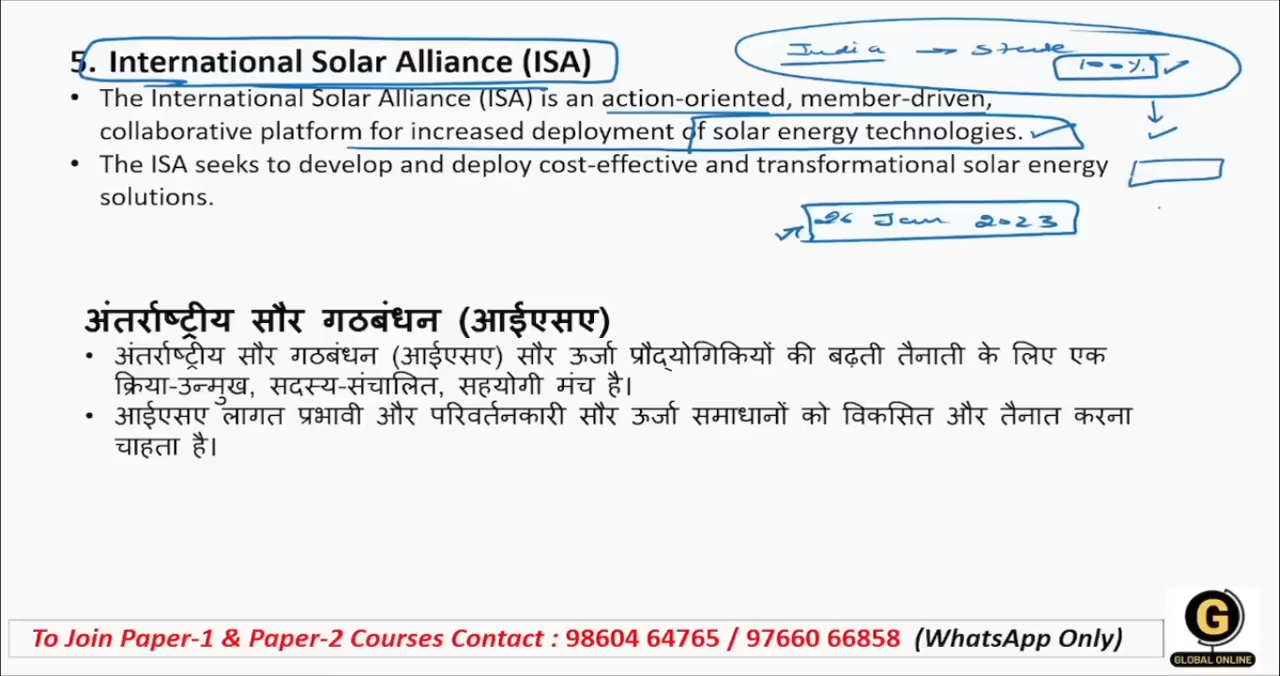 5. International Solar Alliance (ISA)
India → State
100%
• The International Solar Alliance (ISA) is an action-oriented, member-driven,
collaborative platform for increased deployment of solar energy technologies.
• The ISA seeks to develop and deploy cost-effective and transformational solar energy
solutions.
26 Jan 2023
अंतर्राष्ट्रीय सौर गठबंधन (आईएसए)
• अंतर्राष्ट्रीय सौर गठबंधन (आईएसए) सौर ऊर्जा प्रौद्योगिकियों की बढ़ती तैनाती के लिए एक
क्रिया-उन्मुख, सदस्य-संचालित, सहयोगी मंच है।
• आईएसए लागत प्रभावी और परिवर्तनकारी सौर ऊर्जा समाधानों को विकसित और तैनात करना
चाहता है।
To Join Paper-1 & Paper-2 Courses Contact : 98604 64765 / 97660 66858 (WhatsApp Only)
G
GLOBAL ONLINE